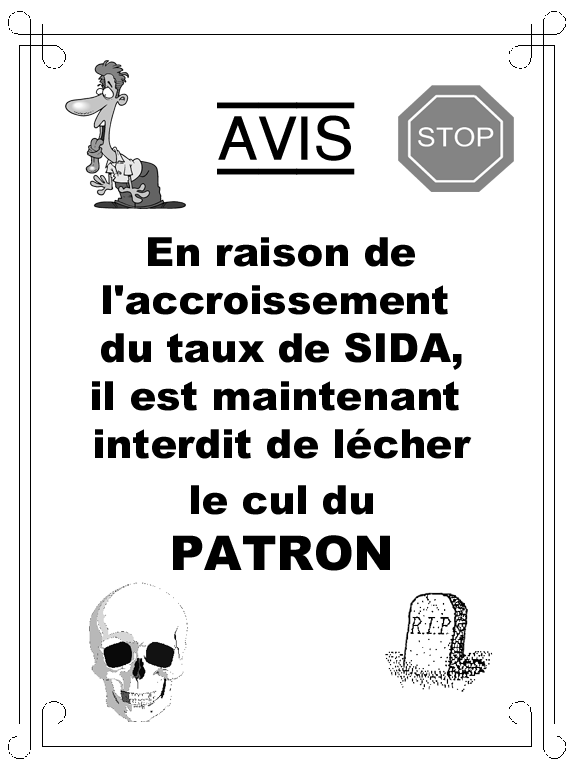 AVIS
STOP
En raison de
l'accroissement
du taux de SIDA,
il est maintenant
interdit de lécher
le cul du
PATRON
R.I.P.